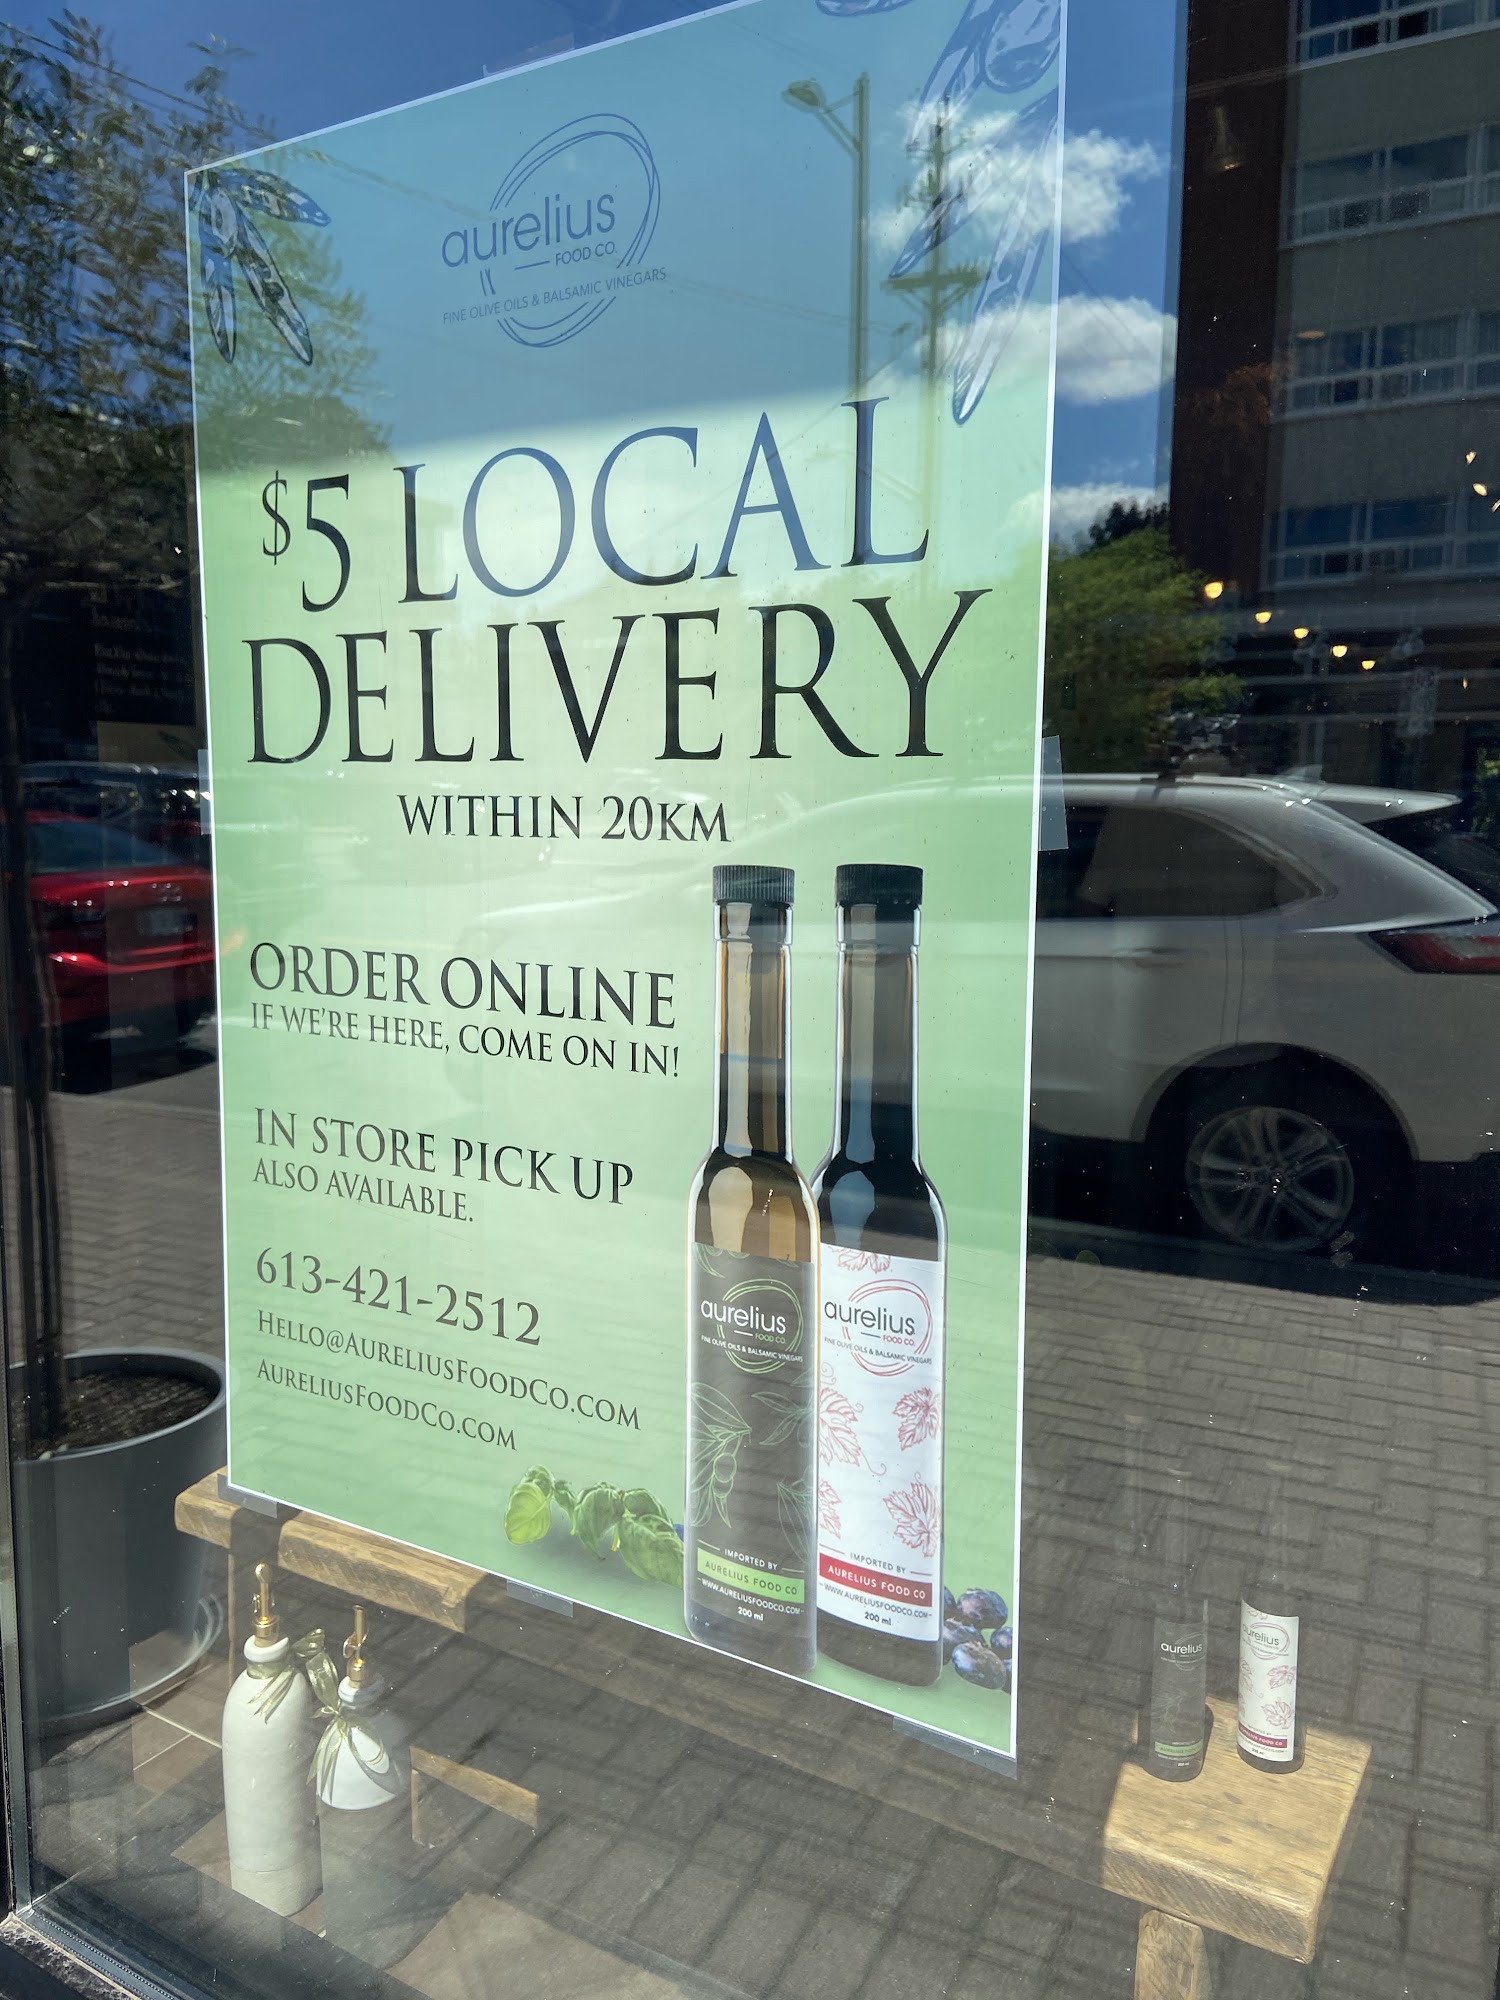 aurelius
FOOD CO.
FINE OLIVE OILS & BALSAMIC VINEGARS
$5 LOCAL
DELIVERY
WITHIN 20KM
ORDER ONLINE
IF WE'RE HERE, COME ON IN!
IN STORE PICK UP
ALSO AVAILABLE.
613-421-2512
HELLO@AURELIUSFOODCO.COM
AURELIUSFOODCO.COM
aurelius
FOOD CO.
FINE OLIVE OILS & BALSAMIC VINEGARS
IMPORTED BY
AURELIUS FOOD CO
WWW.AURELIUSFOODCO.COM
200 ml
aurelius
FOOD CO.
FINE OLIVE OILS & BALSAMIC VINEGARS
IMPORTED BY
AURELIUS FOOD CO
WWW.AURELIUSFOODCO.COM
200 ml
aurelius
aurelius